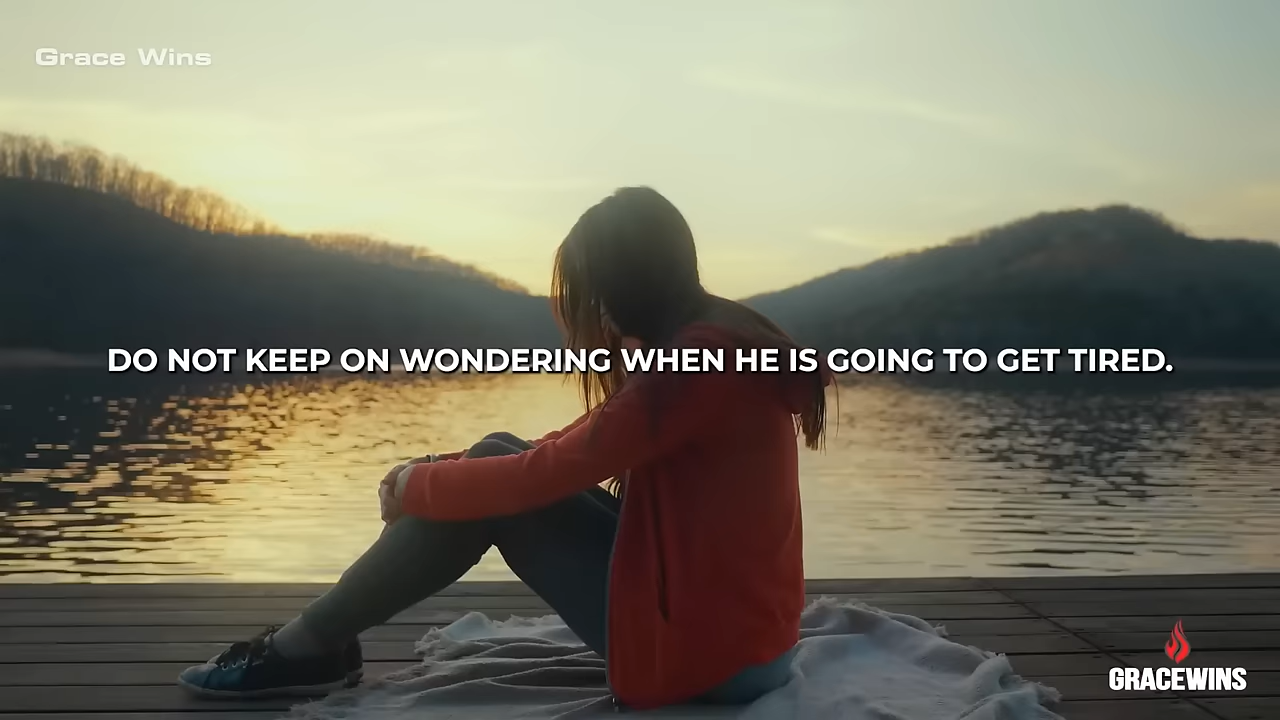 Grace Wins
DO NOT KEEP ON WONDERING WHEN HE IS GOING TO GET TIRED.
GRACEWINS